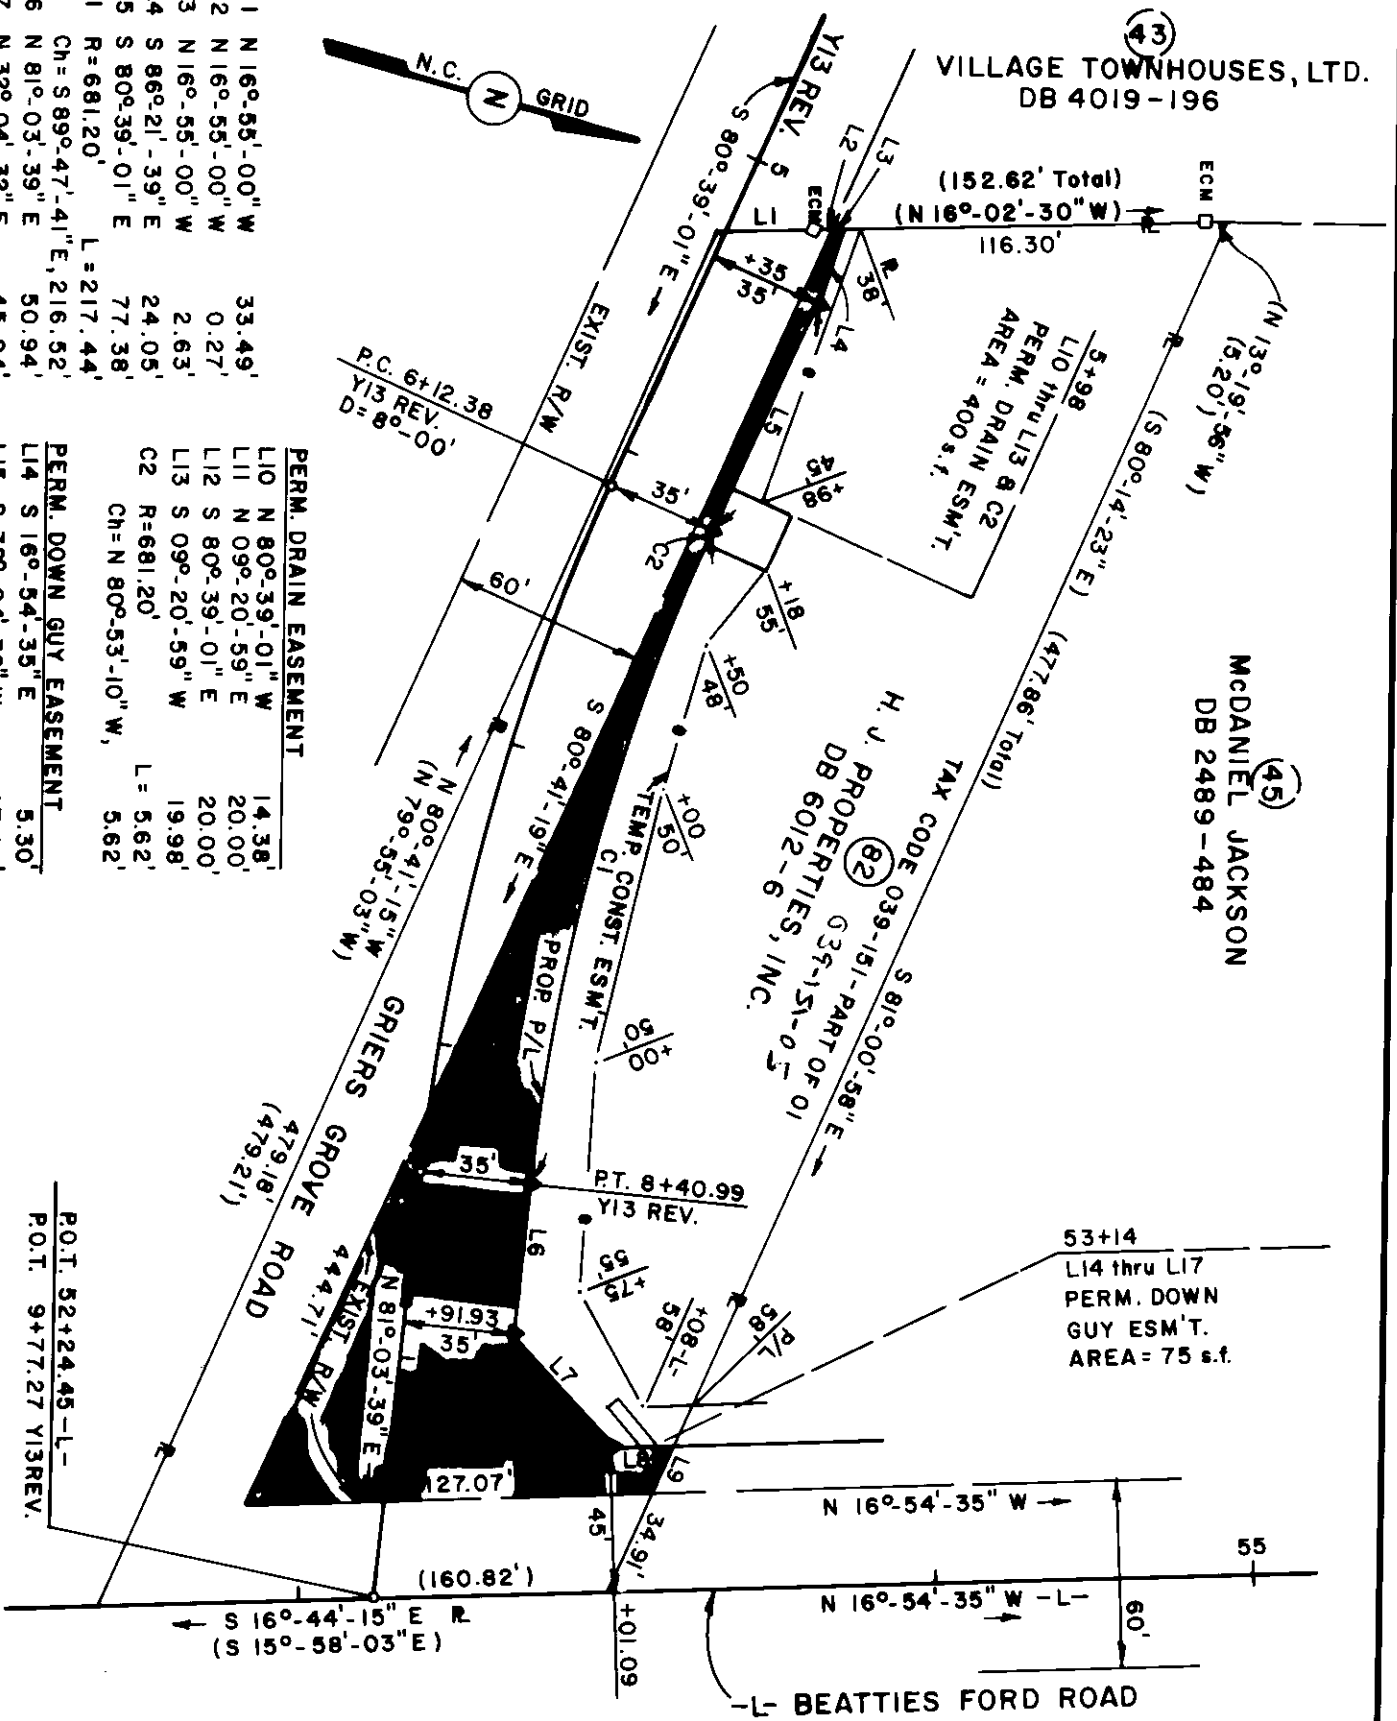 43
VILLAGE TOWNHOUSES, LTD.
DB 4019-196
N.C.
N
GRID
Y13 REV.
5
S 80°-39'-01" E
EXIST. R/W
L1
L2
L3
ECM
+35
35'
38'
L4
L5
(152.62' Total)
(N 16°-02'-30" W)
116.30'
ECM
(N 13°-19'-56" W)
(5.20')
5+98
L10 thru L13 & C2
PERM. DRAIN ESM'T.
AREA = 400 s.f.
(S 80°-14'-23" E)
(477.86' Total)
P.C. 6+12.38
Y13 REV.
D=8°-00'
35'
C2
60'
+98
45'
+18
55'
+50
48'
+00
50'
+00
50'
45
McDANIEL JACKSON
DB 2489-484
TAX CODE 039-151-PART OF 01
82
H. J. PROPERTIES, INC.
DB 6012-6
S 81°-00'-58" E
S 80°-41'-19" E
TEMP. CONST. ESM'T.
C1
PROP. P/L
N 80°-41'-15" W
(N 79°-55'-03" W)
GRIERS GROVE ROAD
479.18'
(479.21')
444.71'
EXIST. R/W
35'
P.T. 8+40.99
Y13 REV.
L6
+75
55'
+08-L-
58'
P/L
58'
+91.93
35'
N 81°-03'-39" E
L7
L9
127.07'
45'
34.91'
53+14
L14 thru L17
PERM. DOWN
GUY ESM'T.
AREA = 75 s.f.
N 16°-54'-35" W
55
P.O.T. 52+24.45 -L-
P.O.T. 9+77.27 Y13REV.
(160.82')
S 16°-44'-15" E
(S 15°-58'-03"E)
+01.09
N 16°-54'-35" W -L-
60'
-L- BEATTIES FORD ROAD
1 N 16°-55'-00" W 33.49'
2 N 16°-55'-00" W 0.27'
3 N 16°-55'-00" W 2.63'
4 S 86°-21'-39" E 24.05'
5 S 80°-39'-01" E 77.38'
1 R=681.20' L=217.44'
Ch= S 89°-47'-41"E, 216.52'
6 N 81°-03'-39" E 50.94'
PERM. DRAIN EASEMENT
L10 N 80°-39'-01" W 14.38'
L11 N 09°-20'-59" E 20.00'
L12 S 80°-39'-01" E 20.00'
L13 S 09°-20'-59" W 19.98'
C2 R=681.20' L= 5.62'
Ch= N 80°-53'-10" W, 5.62'
PERM. DOWN GUY EASEMENT
L14 S 16°-54'-35" E 5.30'